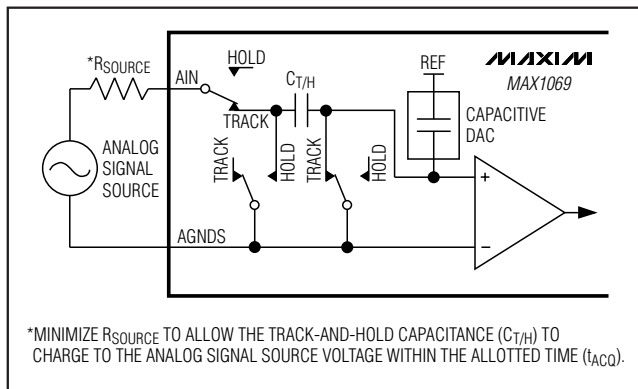 *RSOURCE
AIN
HOLD
TRACK
CT/H
REF
MAXIM
MAX1069
CAPACITIVE
DAC
ANALOG
SIGNAL
SOURCE
TRACK
HOLD
TRACK
HOLD
+
−
AGNDS
*MINIMIZE RSOURCE TO ALLOW THE TRACK-AND-HOLD CAPACITANCE (CT/H) TO
CHARGE TO THE ANALOG SIGNAL SOURCE VOLTAGE WITHIN THE ALLOTTED TIME (tACQ).